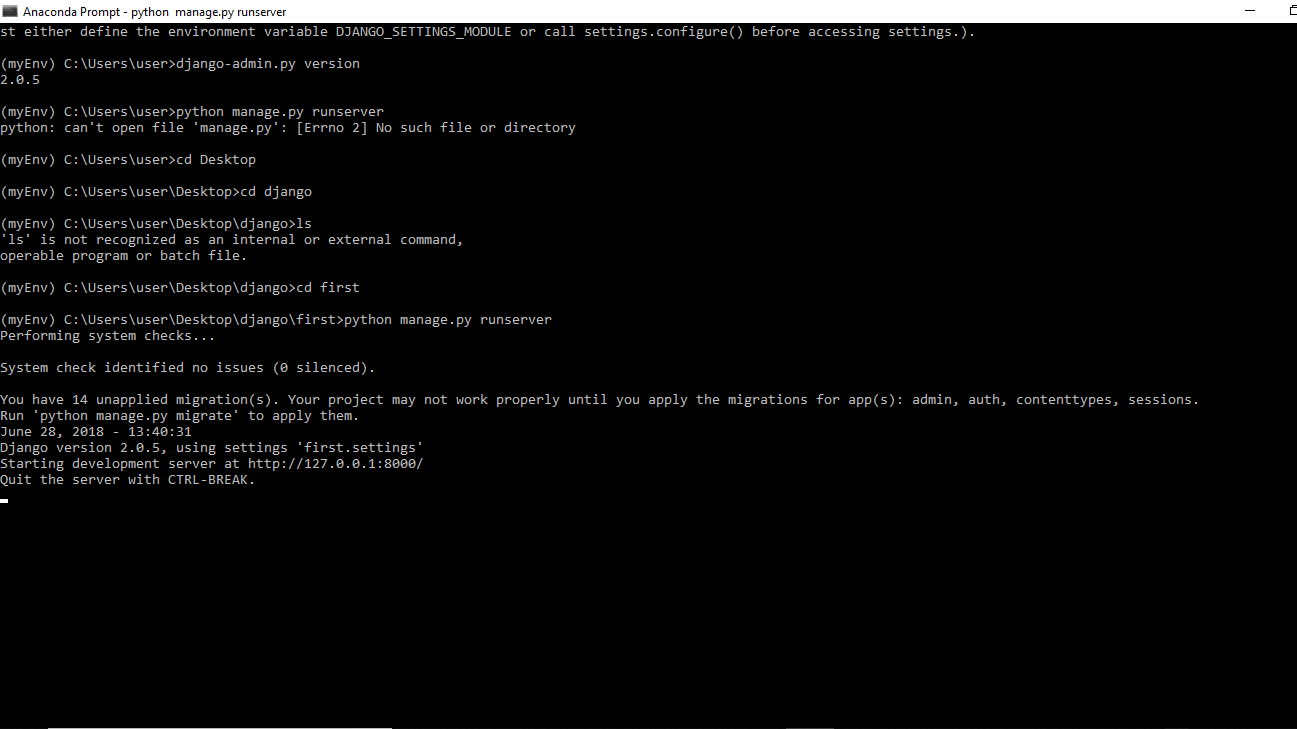 Anaconda Prompt - python  manage.py runserver
st either define the environment variable DJANGO_SETTINGS_MODULE or call settings.configure() before accessing settings.).
(myEnv) C:\Users\user>django-admin.py version
2.0.5
(myEnv) C:\Users\user>python manage.py runserver
python: can't open file 'manage.py': [Errno 2] No such file or directory
(myEnv) C:\Users\user>cd Desktop
(myEnv) C:\Users\user\Desktop>cd django
(myEnv) C:\Users\user\Desktop\django>ls
'ls' is not recognized as an internal or external command,
operable program or batch file.
(myEnv) C:\Users\user\Desktop\django>cd first
(myEnv) C:\Users\user\Desktop\django\first>python manage.py runserver
Performing system checks...
System check identified no issues (0 silenced).
You have 14 unapplied migration(s). Your project may not work properly until you apply the migrations for app(s): admin, auth, contenttypes, sessions.
Run 'python manage.py migrate' to apply them.
June 28, 2018 - 13:40:31
Django version 2.0.5, using settings 'first.settings'
Starting development server at http://127.0.0.1:8000/
Quit the server with CTRL-BREAK.